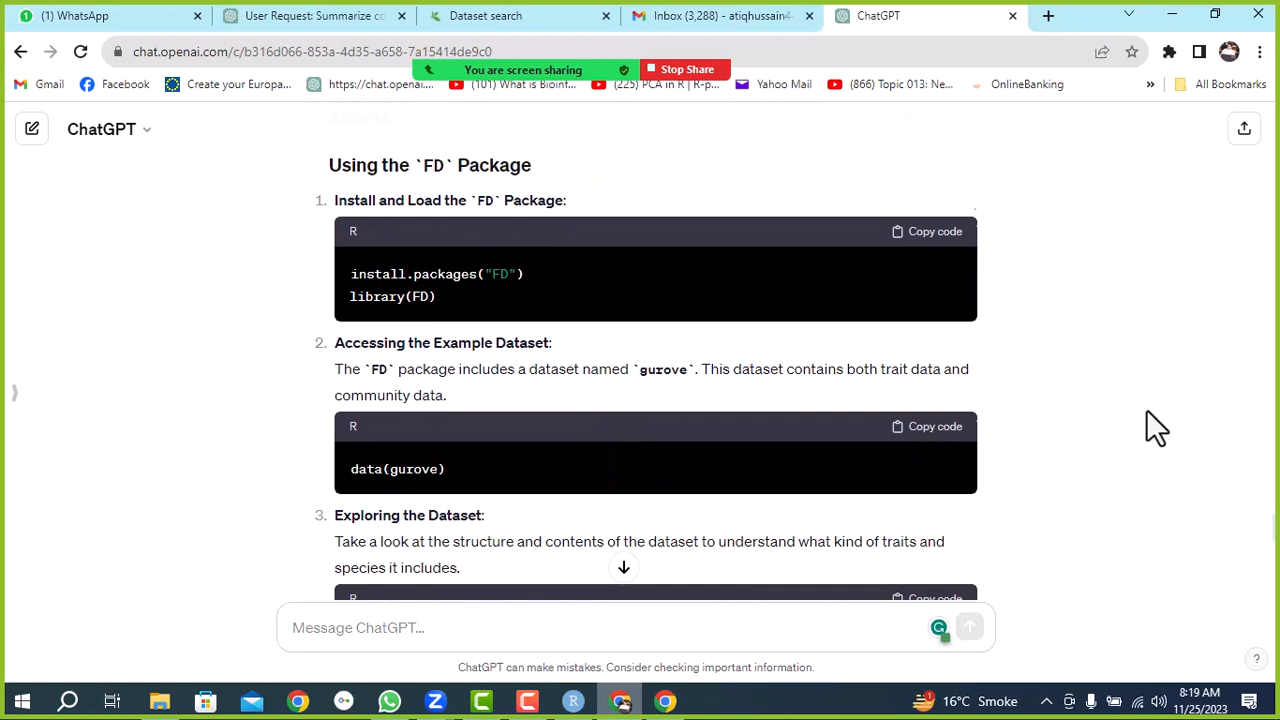 (1) WhatsApp
User Request: Summarize co
Dataset search
Inbox (3,288) - atiqhussain4
ChatGPT
chat.openai.com/c/b316d066-853a-4d35-a658-7a15414de9c0
You are screen sharing
Stop Share
Gmail
Facebook
Create your Europa...
https://chat.openai....
(101) What is Bioinf...
(225) PCA in R | R-p...
Yahoo Mail
(866) Topic 013: Ne...
OnlineBanking
»
All Bookmarks
ChatGPT
Using the `FD` Package
1. Install and Load the `FD` Package:
R
Copy code
install.packages("FD")
library(FD)
2. Accessing the Example Dataset:
The `FD` package includes a dataset named `gurove`. This dataset contains both trait data and
community data.
R
Copy code
data(gurove)
3. Exploring the Dataset:
Take a look at the structure and contents of the dataset to understand what kind of traits and
species it includes.
R
Copy code
Message ChatGPT...
ChatGPT can make mistakes. Consider checking important information.
?
16°C Smoke
8:19 AM
11/25/2023